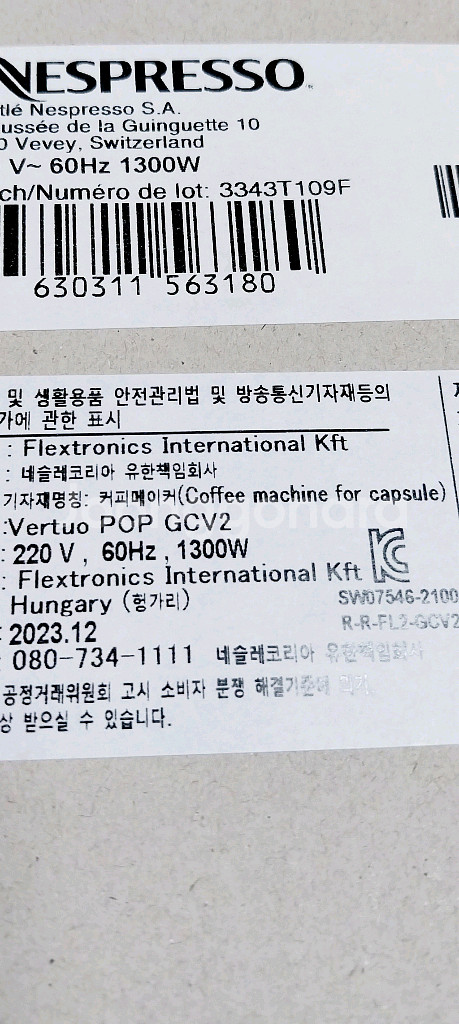 NESPRESSO
tlé Nespresso S.A.
ussée de la Guinguette 10
0 Vevey, Switzerland
V~ 60Hz 1300W
ch/Numéro de lot: 3343T109F
630311 563180
및 생활용품 안전관리법 및 방송통신기자재등의
가에 관한 표시
: Flextronics International Kft
: 네슬레코리아 유한책임회사
기자재명칭: 커피메이커(Coffee machine for capsule)
:Vertuo POP GCV2
: 220 V , 60Hz , 1300W
: Flextronics International Kft
Hungary (헝가리)
SW07546-2100
R-R-FL2-GCV2
: 2023.12
: 080-734-1111 네슬레코리아 유한책임회사
공정거래위원회 고시 소비자 분쟁 해결기준에
상 받으실 수 있습니다.